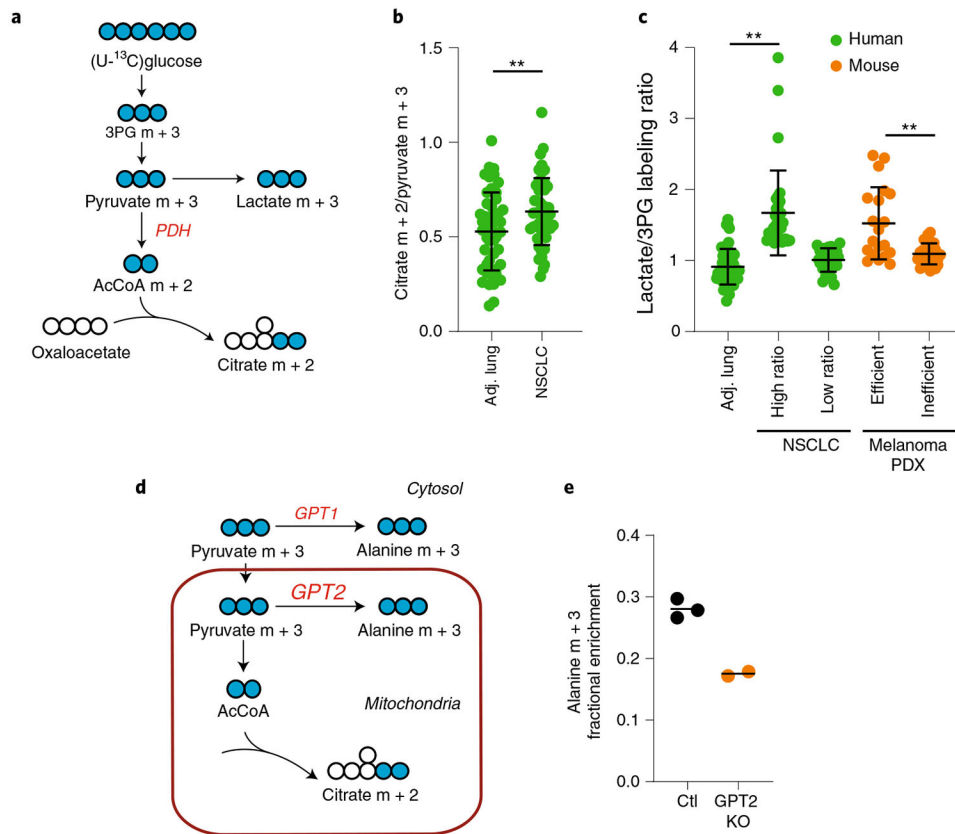 a
(U-¹³C)glucose
3PG m + 3
Pyruvate m + 3
Lactate m + 3
PDH
AcCoA m + 2
Oxaloacetate
Citrate m + 2
b
Citrate m + 2/pyruvate m + 3
1.5
1.0
0.5
0.0
**
Adj. lung
NSCLC
c
Lactate/3PG labeling ratio
4
3
2
1
0
**
Human
Mouse
**
Adj. lung
High ratio
Low ratio
Efficient
Inefficient
NSCLC
Melanoma
PDX
d
Cytosol
GPT1
Pyruvate m + 3
Alanine m + 3
GPT2
Pyruvate m + 3
Alanine m + 3
AcCoA
Mitochondria
Citrate m + 2
e
Alanine m + 3
fractional enrichment
0.4
0.3
0.2
0.1
0.0
Ctl
GPT2
KO